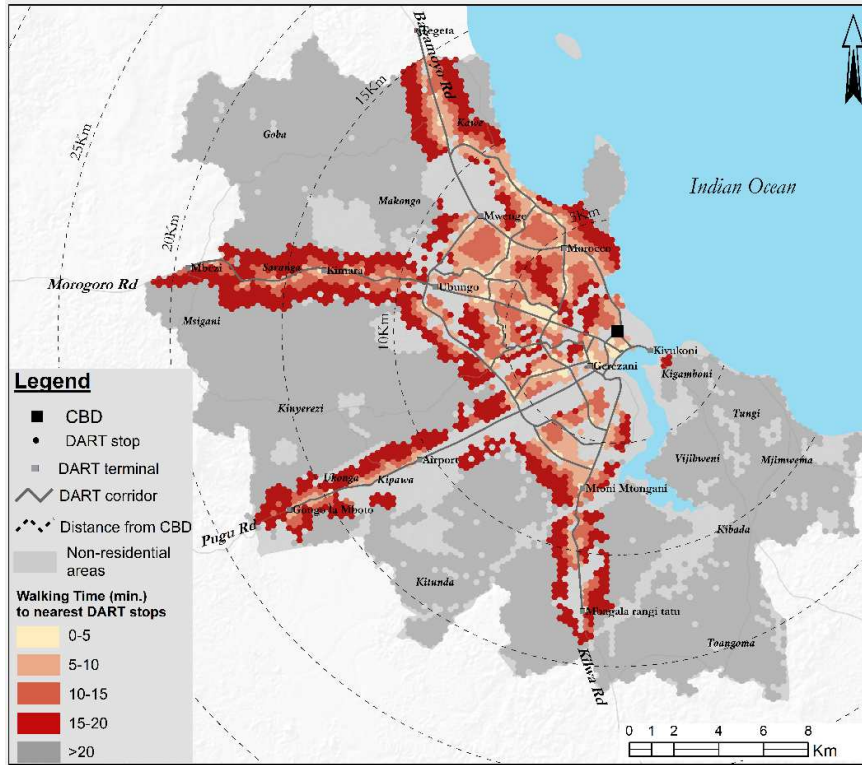 Tegeta
Bagamoyo Rd
15Km
25Km
Kawe
Goba
Indian Ocean
Makongo
Mwenge
5Km
20Km
Morocco
Mbezi
Saranga
Kimara
Ubungo
Morogoro Rd
Msigani
10Km
Kivukoni
Gerezani
Kigamboni
Legend
CBD
DART stop
DART terminal
DART corridor
Distance from CBD
Non-residential
areas
Walking Time (min.)
to nearest DART stops
0-5
5-10
10-15
15-20
>20
Kinyerezi
Tungi
Vijibweni
Mjimwema
Airport
Ukonga
Kipawa
Mtoni Mtongani
Gongo la Mboto
Pugu Rd
Kibada
Kitunda
Mbagala rangi tatu
Toangoma
Kilwa Rd
0 1 2 4 6 8
Km